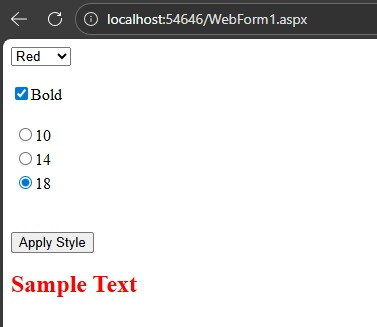 localhost:54646/WebForm1.aspx
Red
Bold
10
14
18
Apply Style
Sample Text